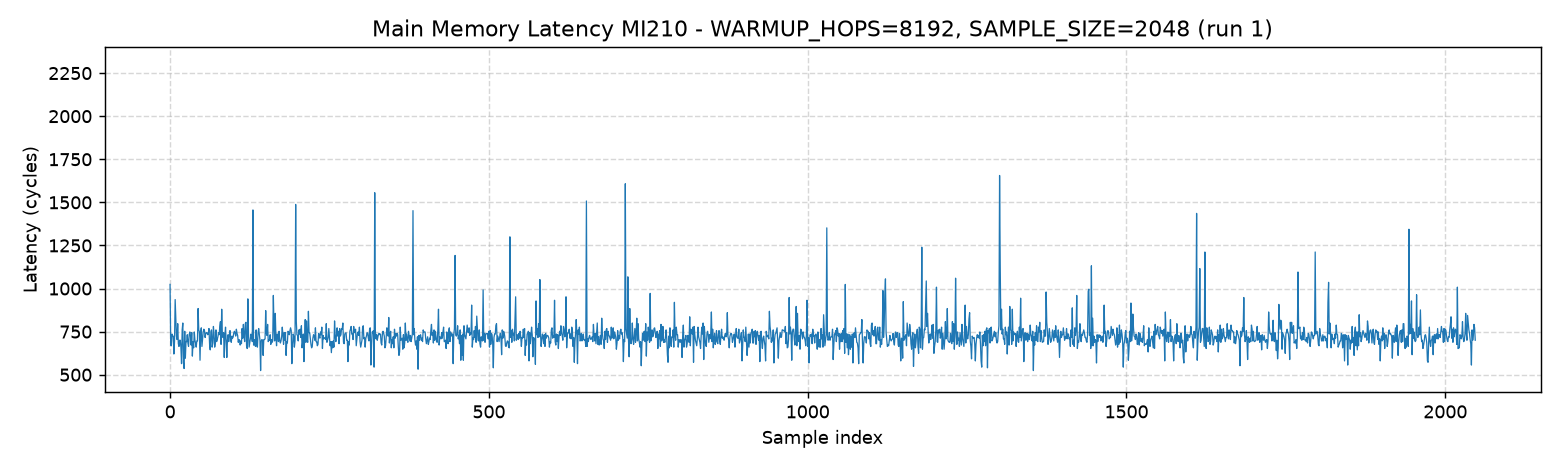 Main Memory Latency MI210 - WARMUP_HOPS=8192, SAMPLE_SIZE=2048 (run 1)
Latency (cycles)
2250
2000
1750
1500
1250
1000
750
500
0 500 1000 1500 2000
Sample index